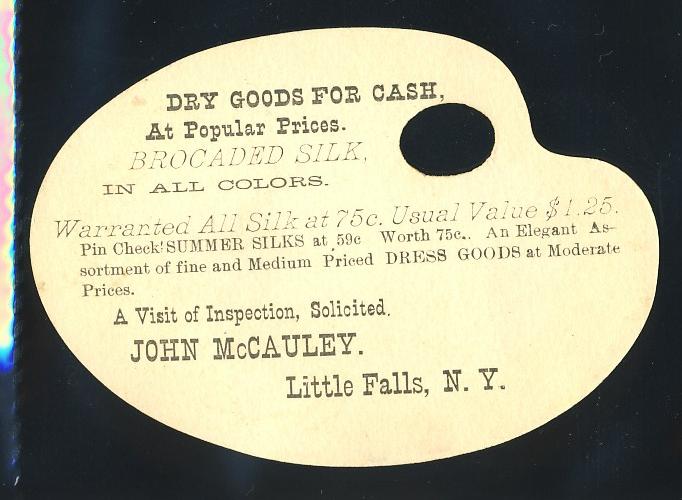 DRY GOODS FOR CASH,
At Popular Prices.
BROCADED SILK,
IN ALL COLORS.
Warranted All Silk at 75c. Usual Value $1.25.
Pin Check! SUMMER SILKS at 59c Worth 75c.. An Elegant As-
sortment of fine and Medium Priced DRESS GOODS at Moderate
Prices.
A Visit of Inspection, Solicited.
JOHN McCAULEY.
Little Falls, N. Y.